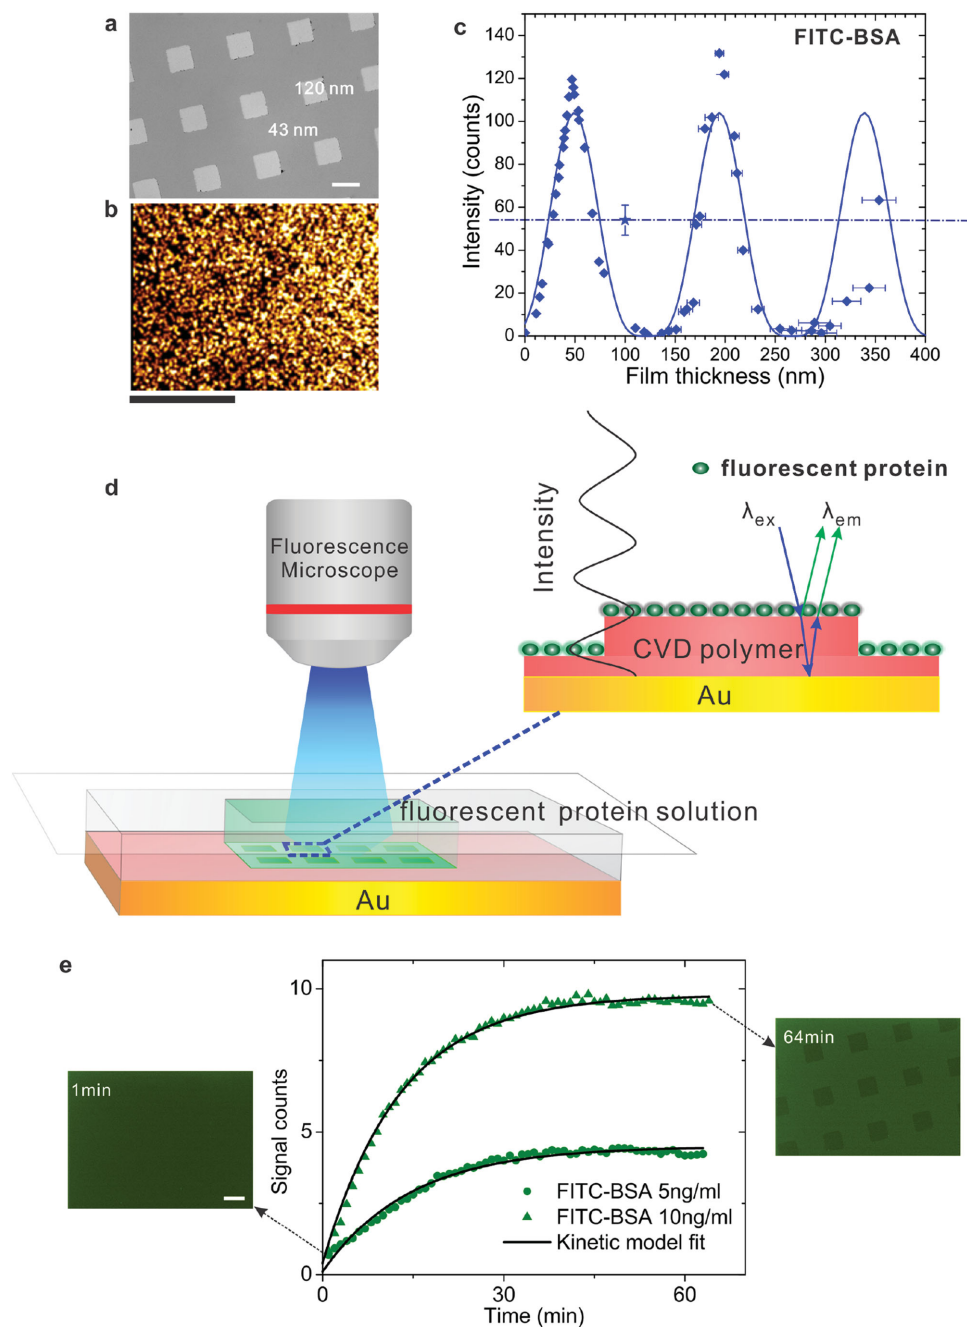 a
120 nm
43 nm
b
c
FITC-BSA
Intensity (counts)
140
120
100
80
60
40
20
0
0 50 100 150 200 250 300 350 400
Film thickness (nm)
d
Fluorescence
Microscope
fluorescent protein solution
Au
Intensity
fluorescent protein
λex
λem
CVD polymer
Au
e
Signal counts
10
5
0
0 30 60
Time (min)
FITC-BSA 5ng/ml
FITC-BSA 10ng/ml
Kinetic model fit
1min
64min